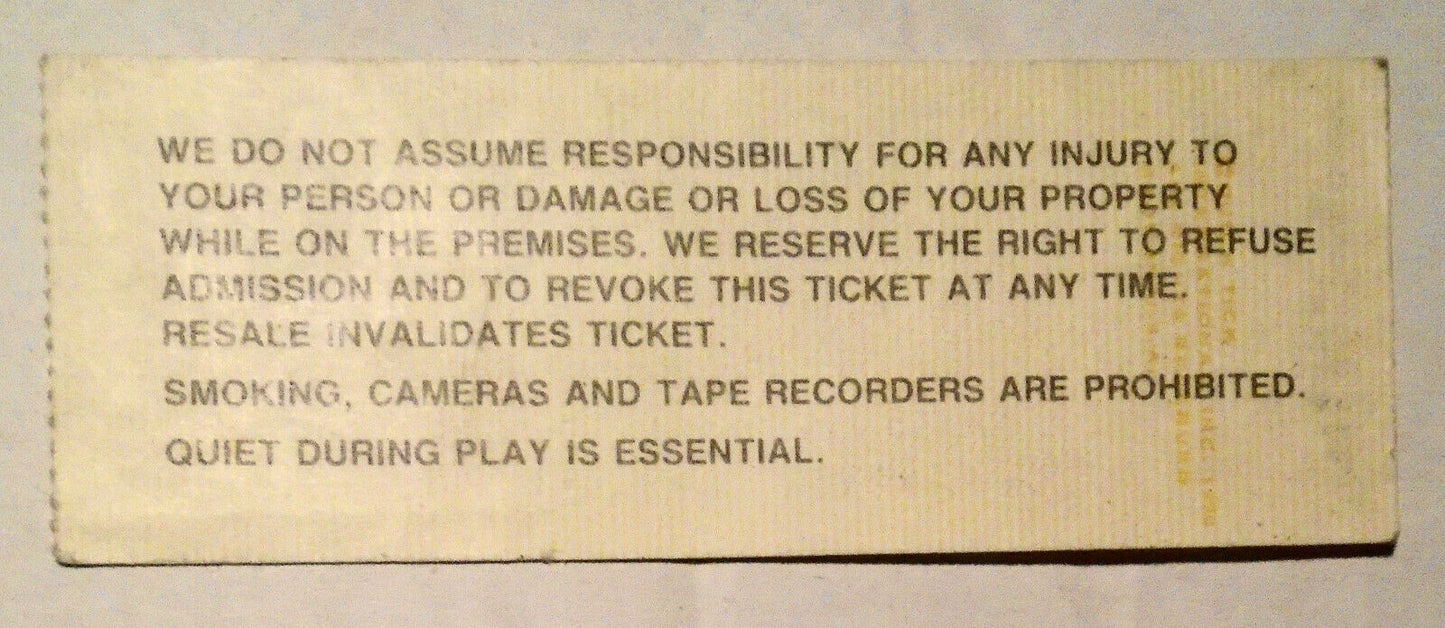 WE DO NOT ASSUME RESPONSIBILITY FOR ANY INJURY TO
YOUR PERSON OR DAMAGE OR LOSS OF YOUR PROPERTY
WHILE ON THE PREMISES. WE RESERVE THE RIGHT TO REFUSE
ADMISSION AND TO REVOKE THIS TICKET AT ANY TIME.
RESALE INVALIDATES TICKET.
SMOKING, CAMERAS AND TAPE RECORDERS ARE PROHIBITED.
QUIET DURING PLAY IS ESSENTIAL.